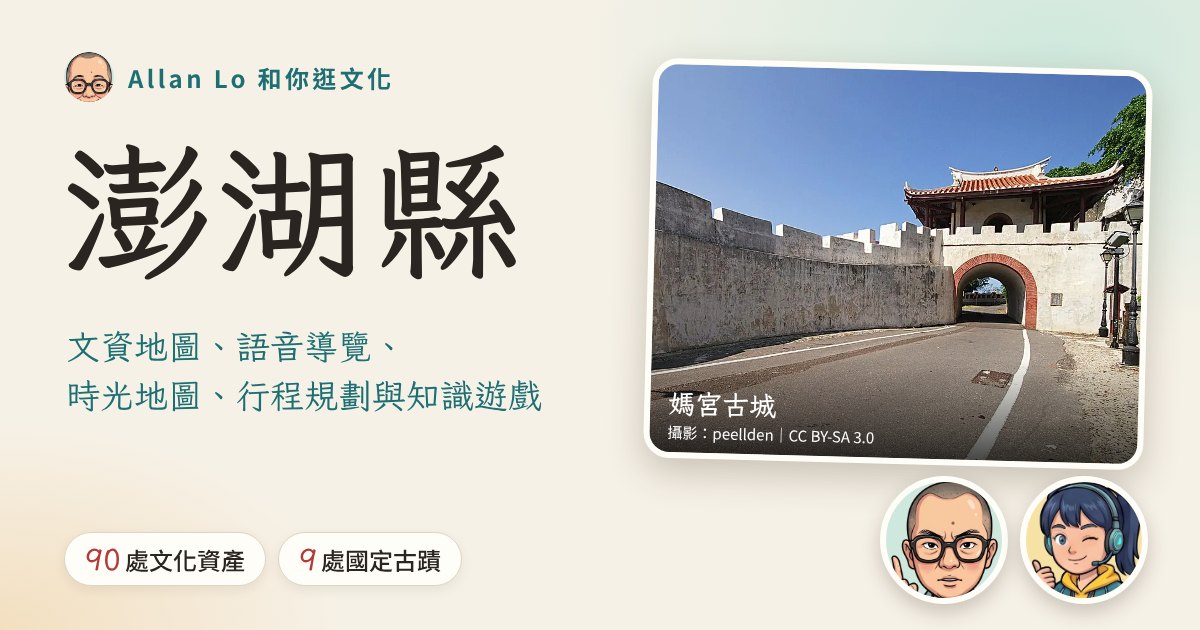 Allan Lo 和你逛文化
澎湖縣
文資地圖、語音導覽、
時光地圖、行程規劃與知識遊戲
媽宮古城
攝影：peellden｜CC BY-SA 3.0
90 處文化資產
9 處國定古蹟